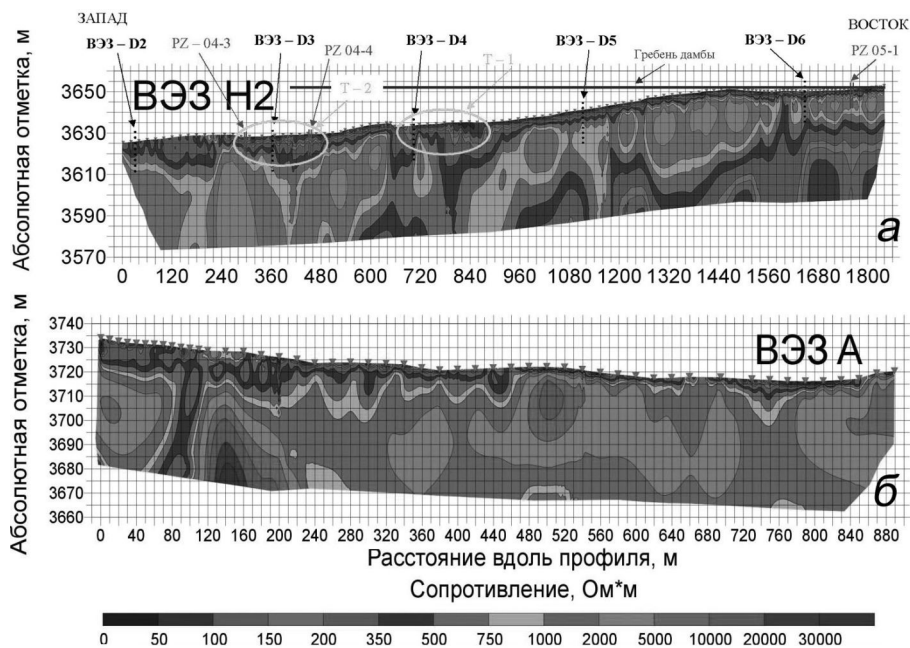 ЗАПАД
ВОСТОК
ВЭЗ – D2
PZ – 04-3
ВЭЗ – D3
PZ 04-4
ВЭЗ – D4
Т – 1
ВЭЗ – D5
Гребень дамбы
ВЭЗ – D6
PZ 05-1
Т – 2
ВЭЗ H2
Абсолютная отметка, м
3650
3630
3610
3590
3570
а
0 120 240 360 480 600 720 840 960 1080 1200 1320 1440 1560 1680 1800
Абсолютная отметка, м
3740
3730
3720
3710
3700
3690
3680
3670
3660
ВЭЗ А
б
0 40 80 120 160 200 240 280 320 360 400 440 480 520 560 600 640 680 720 760 800 840 880
Расстояние вдоль профиля, м
Сопротивление, Ом*м
0 50 100 150 200 350 500 750 1000 2000 5000 10000 20000 30000